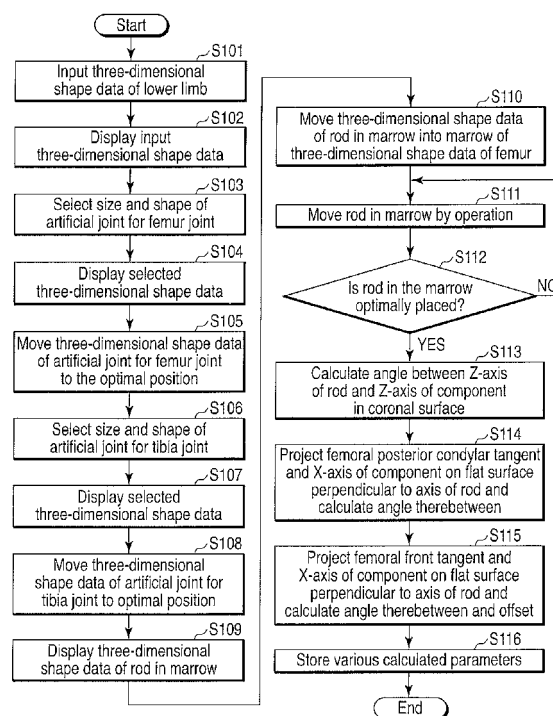 Start
S101
Input three-dimensional
shape data of lower limb
S102
Display input
three-dimensional shape data
S103
Select size and shape of
artificial joint for femur joint
S104
Display selected
three-dimensional shape data
S105
Move three-dimensional shape data
of artificial joint for femur joint
to the optimal position
S106
Select size and shape of
artificial joint for tibia joint
S107
Display selected
three-dimensional shape data
S108
Move three-dimensional
shape data of artificial joint for
tibia joint to optimal position
S109
Display three-dimensional
shape data of rod in marrow
S110
Move three-dimensional shape data
of rod in marrow into marrow of
three-dimensional shape data of femur
S111
Move rod in marrow by operation
S112
Is rod in the marrow
optimally placed?
NO
YES
S113
Calculate angle between Z-axis
of rod and Z-axis of component
in coronal surface
S114
Project femoral posterior condylar tangent
and X-axis of component on flat surface
perpendicular to axis of rod and
calculate angle therebetween
S115
Project femoral front tangent and
X-axis of component on flat surface
perpendicular to axis of rod and
calculate angle therebetween and offset
S116
Store various calculated parameters
End